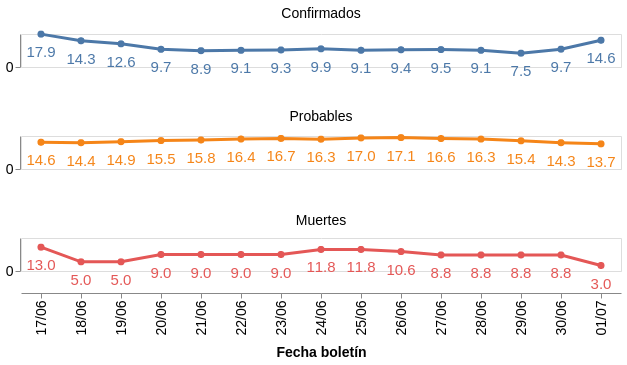 Confirmados
0
17.9 14.3 12.6 9.7 8.9 9.1 9.3 9.9 9.1 9.4 9.5 9.1 7.5 9.7 14.6
Probables
0
14.6 14.4 14.9 15.5 15.8 16.4 16.7 16.3 17.0 17.1 16.6 16.3 15.4 14.3 13.7
Muertes
0
13.0 5.0 5.0 9.0 9.0 9.0 9.0 11.8 11.8 10.6 8.8 8.8 8.8 8.8 3.0
17/06 18/06 19/06 20/06 21/06 22/06 23/06 24/06 25/06 26/06 27/06 28/06 29/06 30/06 01/07
Fecha boletín